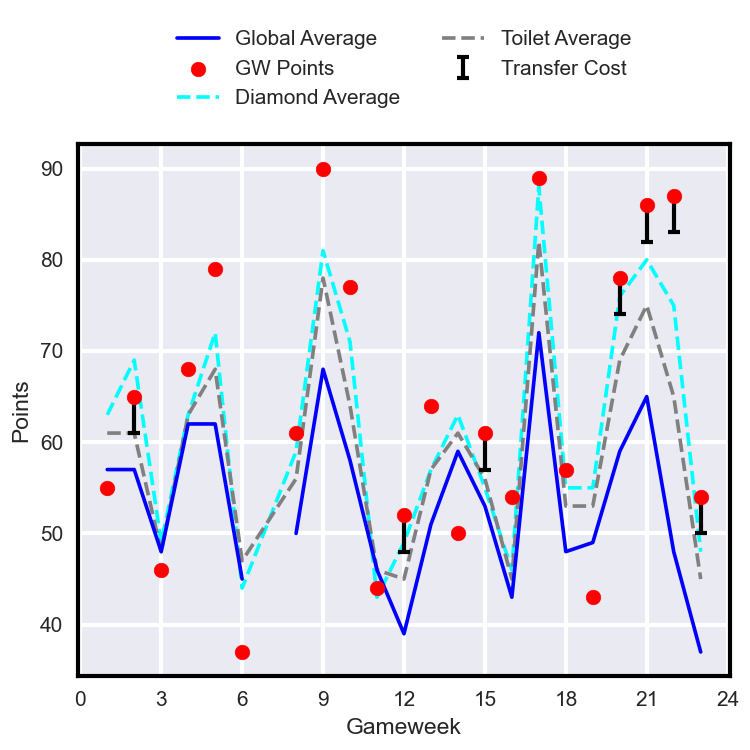 Global Average
GW Points
Diamond Average
Toilet Average
Transfer Cost
90
80
70
60
50
40
Points
0 3 6 9 12 15 18 21 24
Gameweek